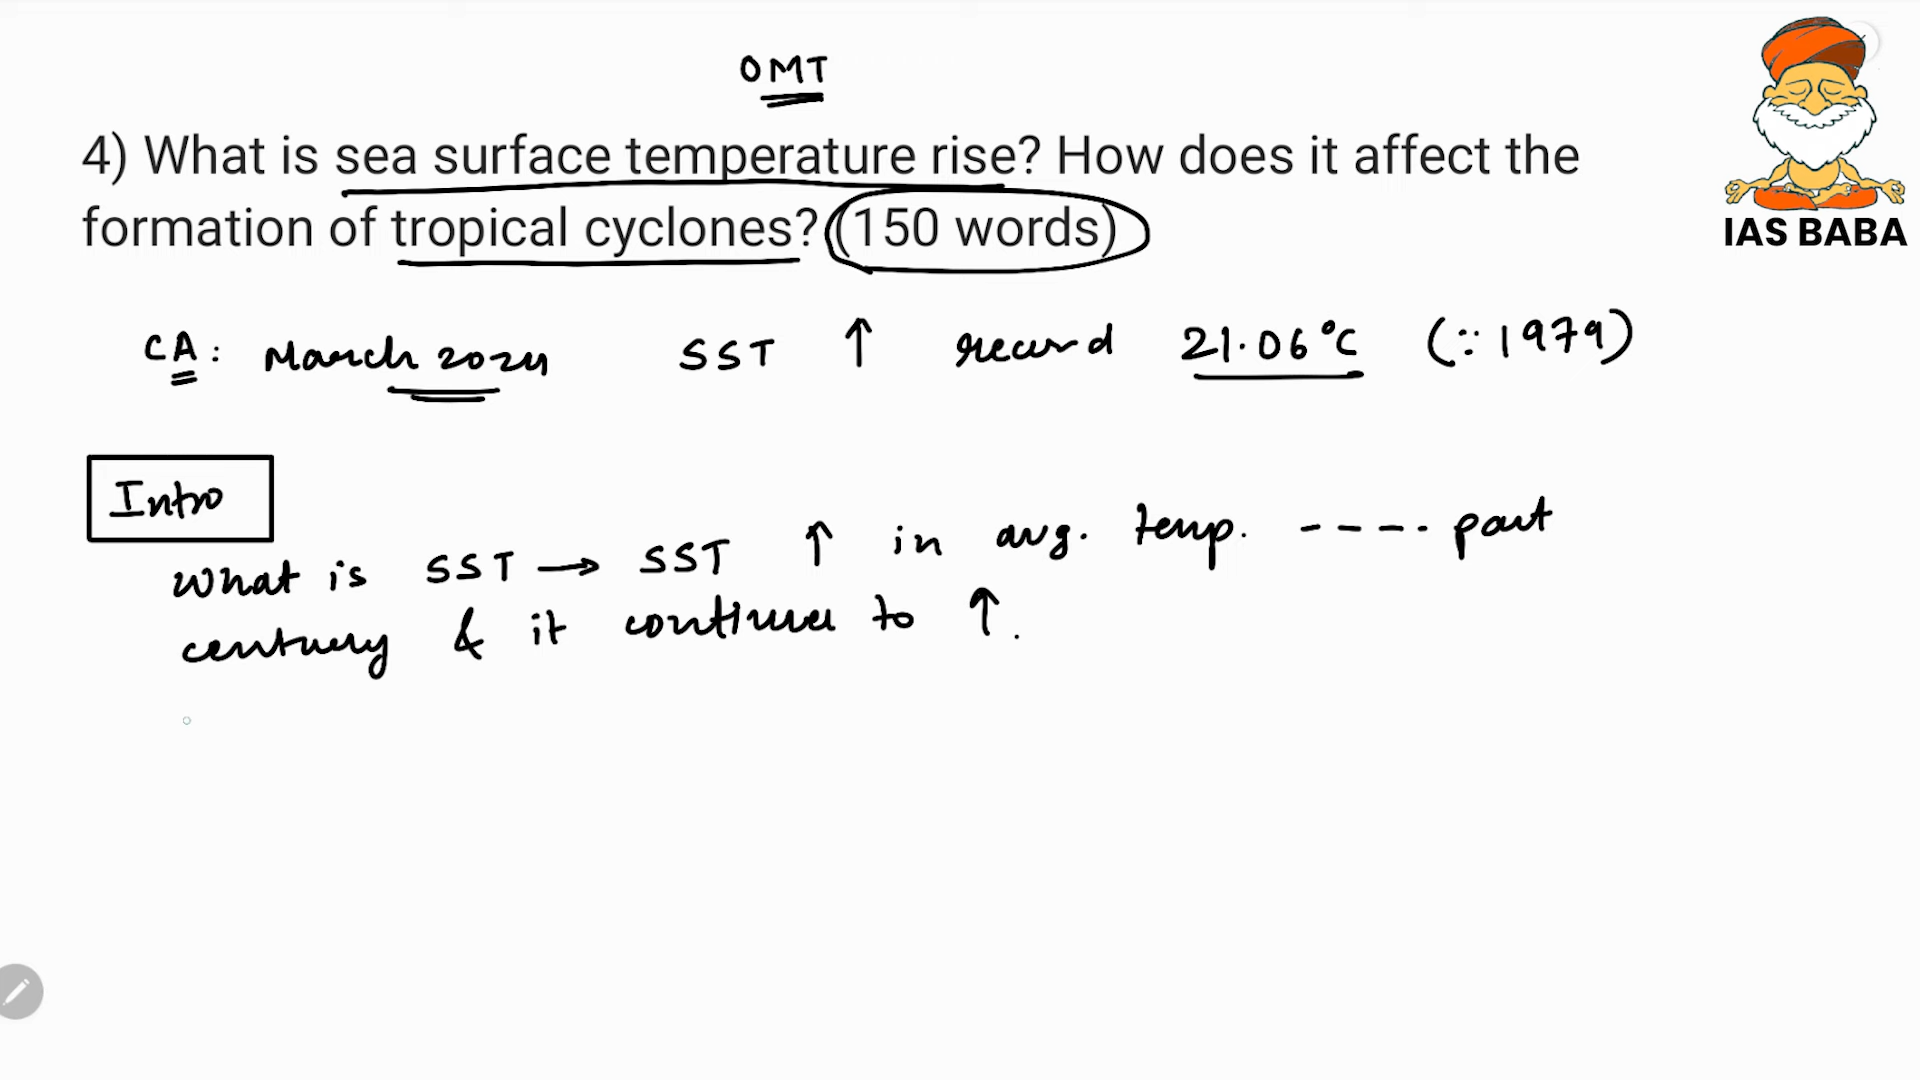 OMT
4) What is sea surface temperature rise? How does it affect the
formation of tropical cyclones? (150 words)
IAS BABA
CA: March 2024 SST ↑ record 21.06°C (∵ 1979)
Intro
What is SST → SST ↑ in avg. temp. ---- past
century & it continues to ↑.